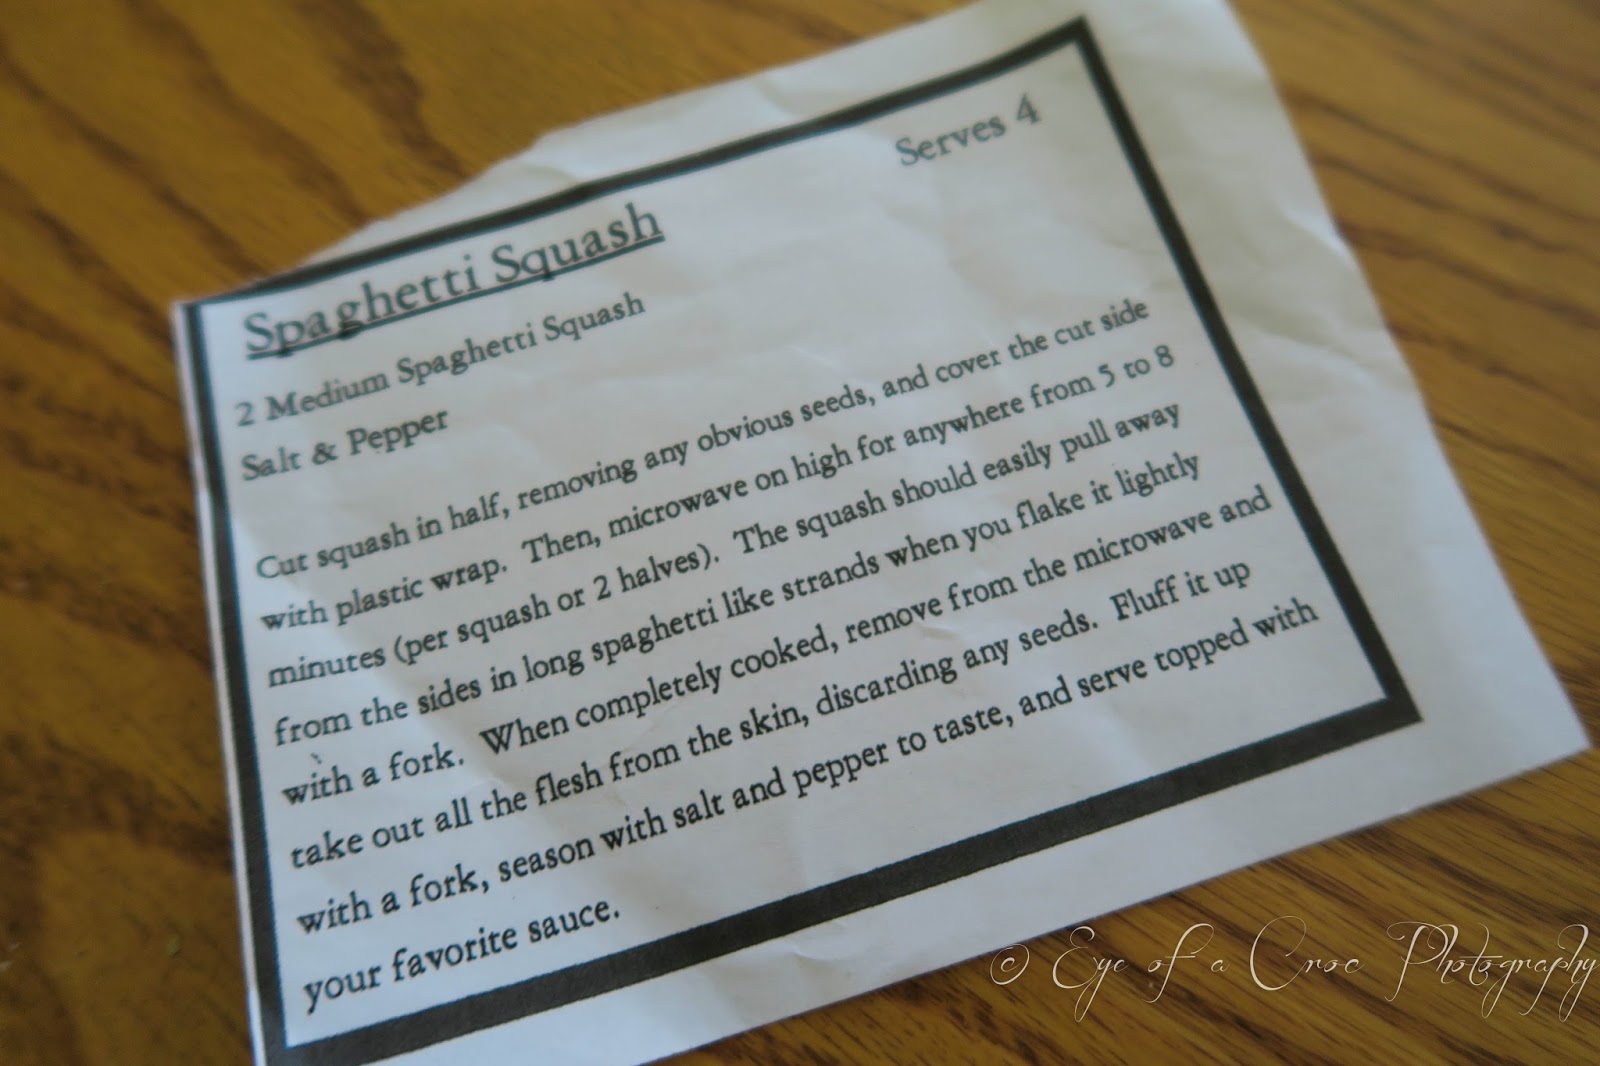 Serves 4
Spaghetti Squash
2 Medium Spaghetti Squash
Salt & Pepper
Cut squash in half, removing any obvious seeds, and cover the cut side
with plastic wrap. Then, microwave on high for anywhere from 5 to 8
minutes (per squash or 2 halves). The squash should easily pull away
from the sides in long spaghetti like strands when you flake it lightly
with a fork. When completely cooked, remove from the microwave and
take out all the flesh from the skin, discarding any seeds. Fluff it up
with a fork, season with salt and pepper to taste, and serve topped with
your favorite sauce.
© Eye of a Croc Photography